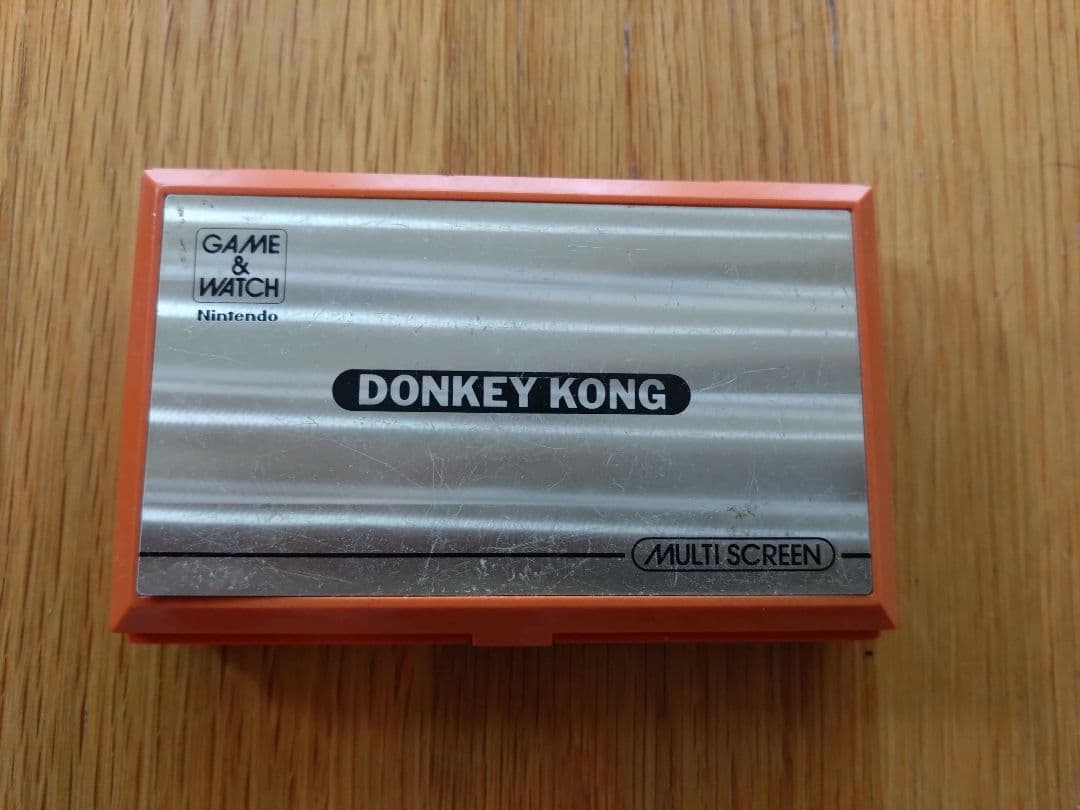 GAME
&
WATCH
Nintendo
DONKEY KONG
MULTI SCREEN